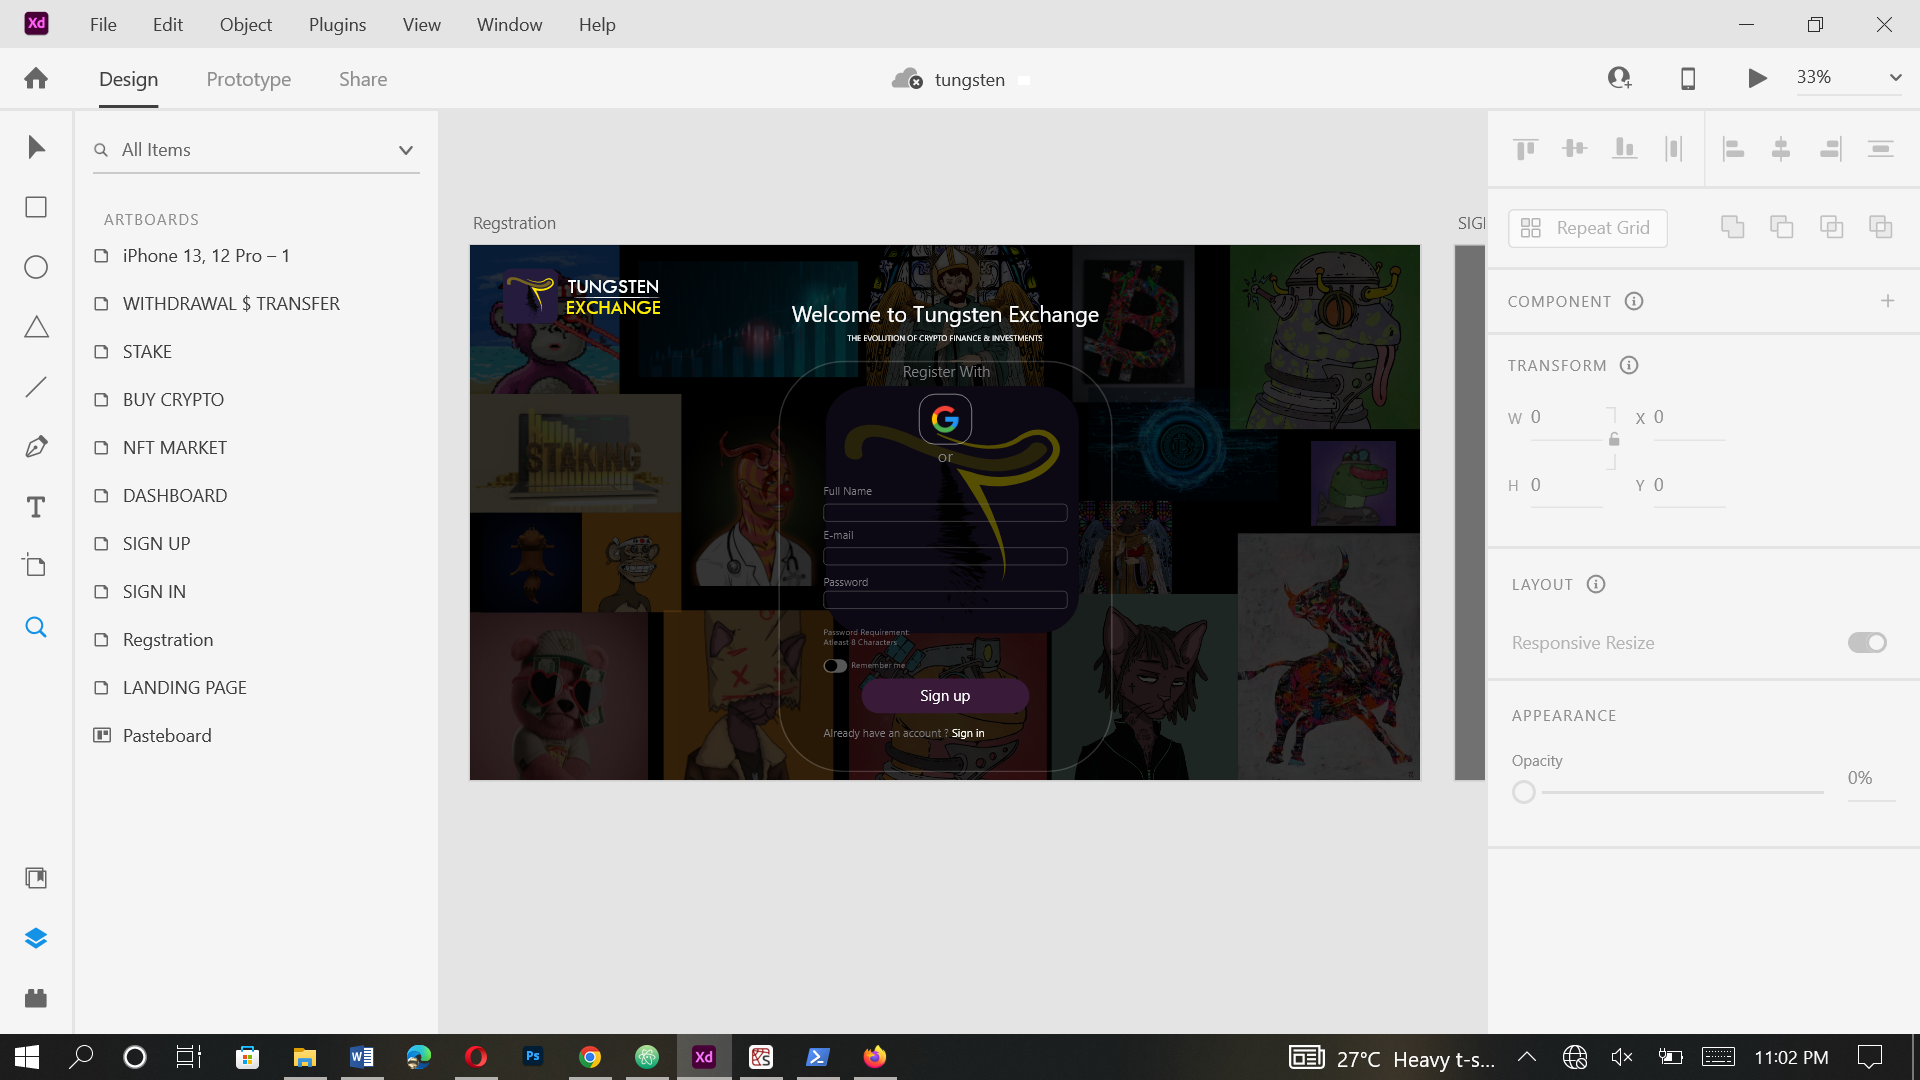 Xd File Edit Object Plugins View Window Help
Design Prototype Share tungsten 33%
All Items
ARTBOARDS
iPhone 13, 12 Pro – 1
WITHDRAWAL $ TRANSFER
STAKE
BUY CRYPTO
NFT MARKET
DASHBOARD
SIGN UP
SIGN IN
Regstration
LANDING PAGE
Pasteboard
Regstration
SIGI
TUNGSTEN
EXCHANGE
Welcome to Tungsten Exchange
THE EVOLUTION OF CRYPTO FINANCE & INVESTMENTS
Register With
G
or
STAKING
Full Name
E-mail
Password
Password Requirement:
Atleast 8 Characters
Remember me
Sign up
Already have an account ? Sign in
Repeat Grid
COMPONENT
TRANSFORM
W 0 X 0
H 0 Y 0
LAYOUT
Responsive Resize
APPEARANCE
Opacity
0%
W Ps Xd 27°C Heavy t-s... 11:02 PM